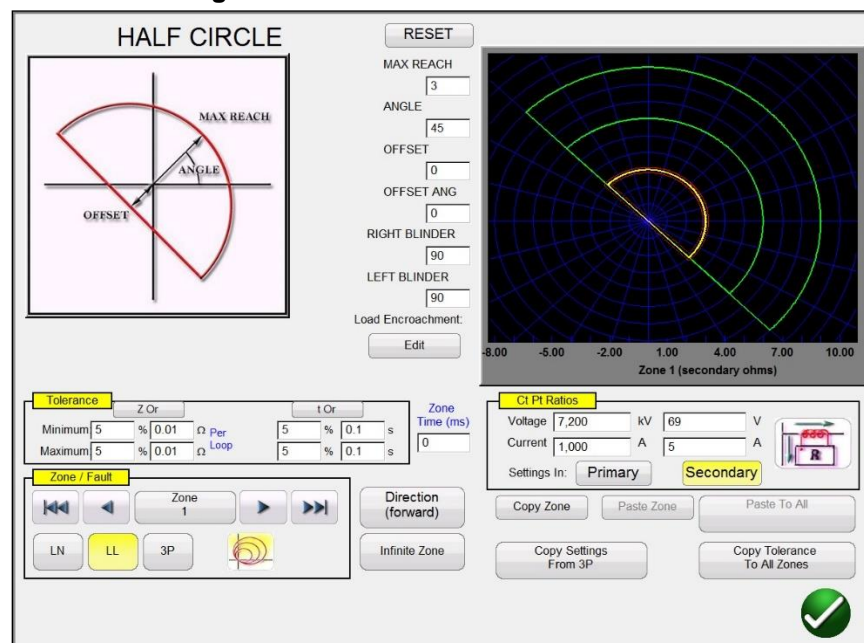 HALF CIRCLE
MAX REACH
ANGLE
OFFSET
RESET
MAX REACH
3
ANGLE
45
OFFSET
0
OFFSET ANG
0
RIGHT BLINDER
90
LEFT BLINDER
90
Load Encroachment:
Edit
-8.00 -5.00 -2.00 1.00 4.00 7.00 10.00
Zone 1 (secondary ohms)
Tolerance
Z Or t Or
Minimum 5 % 0.01 Ω Per 5 % 0.1 s
Maximum 5 % 0.01 Ω Loop 5 % 0.1 s
Zone
Time (ms)
0
Ct Pt Ratios
Voltage 7,200 kV 69 V
Current 1,000 A 5 A
R
Settings In: Primary Secondary
Zone / Fault
Zone
1
LN LL 3P
Direction
(forward)
Infinite Zone
Copy Zone Paste Zone Paste To All
Copy Settings
From 3P
Copy Tolerance
To All Zones